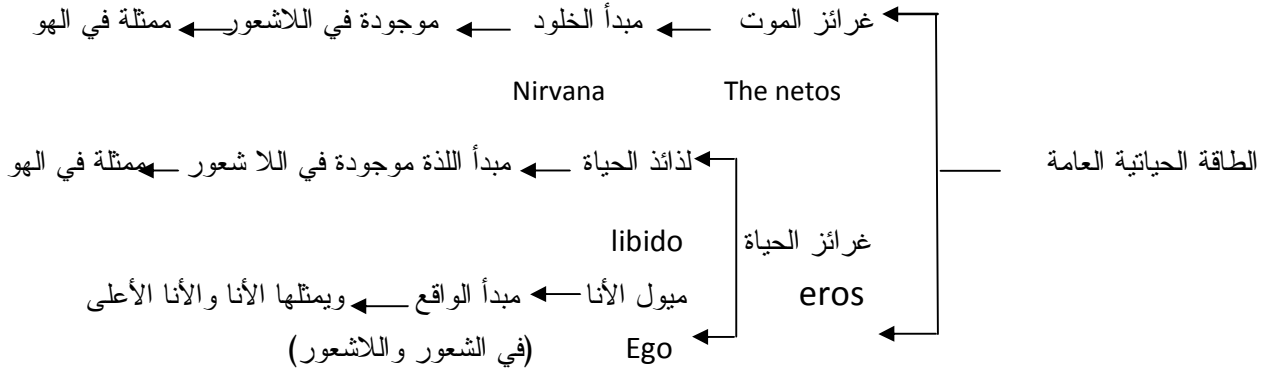 غرائز الموت مبدأ الخلود موجودة في اللاشعور ممثلة في الهو
The netos Nirvana
الطاقة الحياتية العامة لذائذ الحياة مبدأ اللذة موجودة في اللا شعور ممثلة في الهو
غرائز الحياة libido
eros ميول الأنا مبدأ الواقع ويمثلها الأنا والأنا الأعلى
Ego (في الشعور واللاشعور)